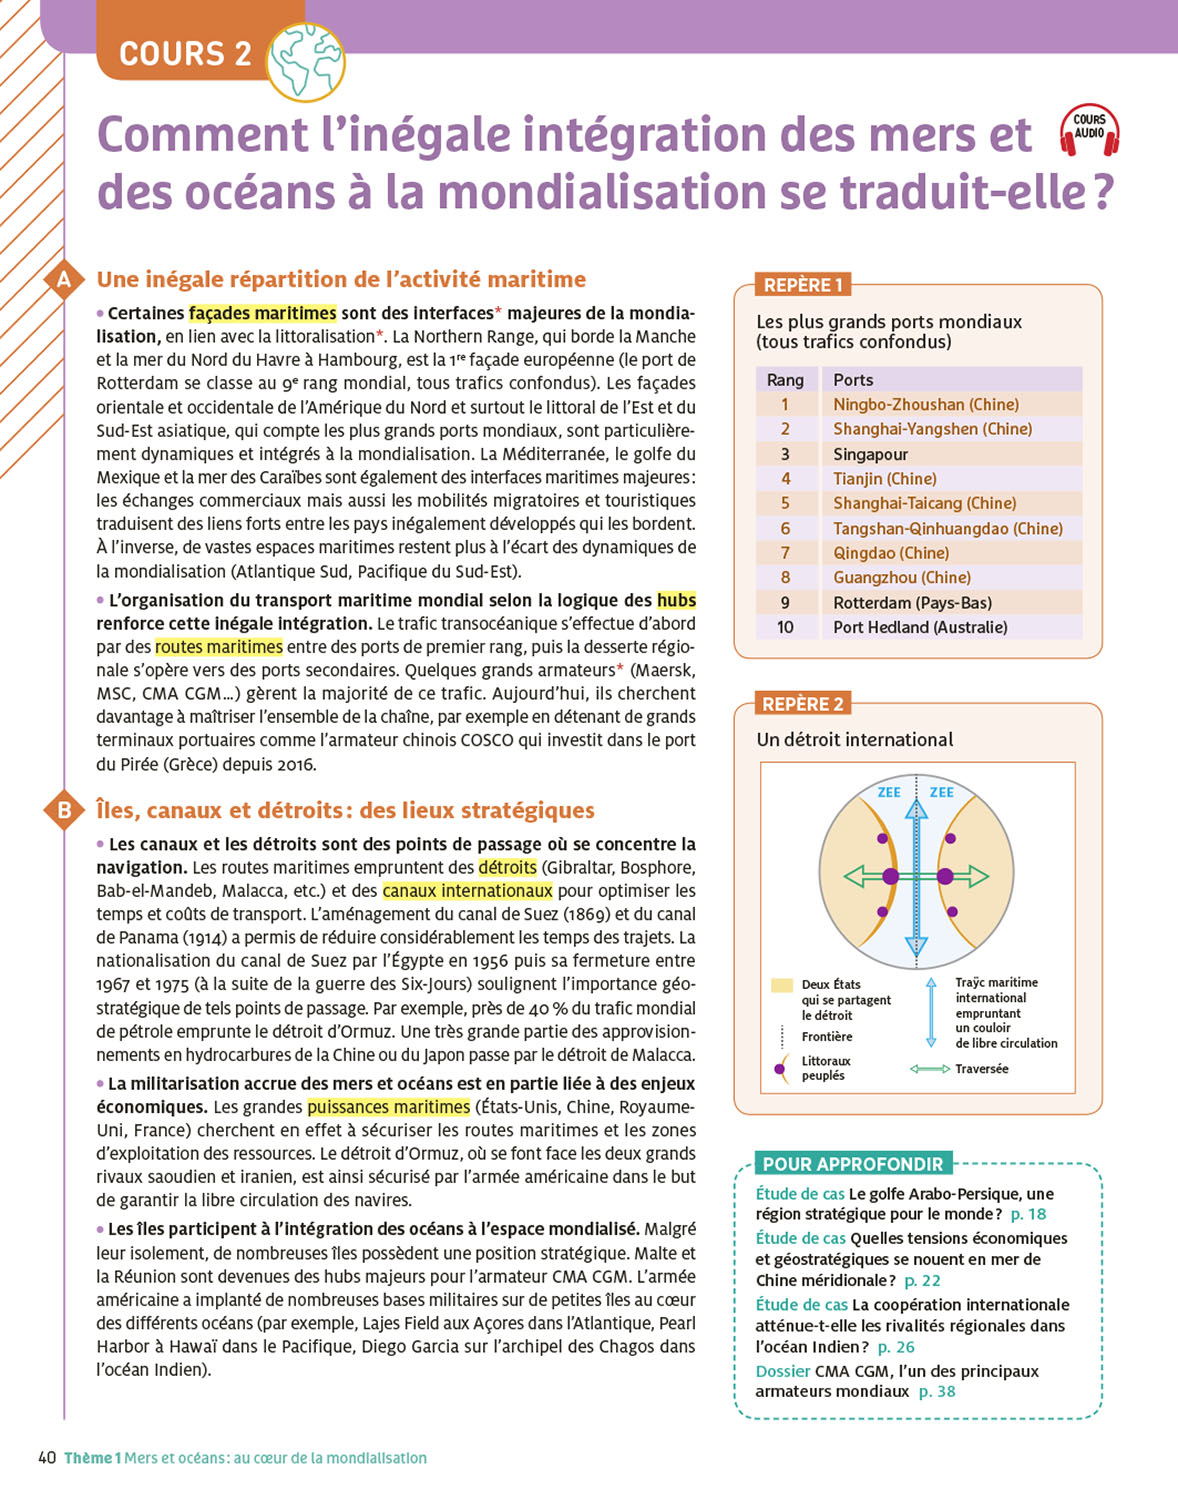 COURS 2
Comment l'inégale intégration des mers et
des océans à la mondialisation se traduit-elle ?
COURS
AUDIO
A Une inégale répartition de l'activité maritime
• Certaines façades maritimes sont des interfaces* majeures de la mondia-
lisation, en lien avec la littoralisation*. La Northern Range, qui borde la Manche
et la mer du Nord du Havre à Hambourg, est la 1re façade européenne (le port de
Rotterdam se classe au 9e rang mondial, tous trafics confondus). Les façades
orientale et occidentale de l'Amérique du Nord et surtout le littoral de l'Est et du
Sud-Est asiatique, qui compte les plus grands ports mondiaux, sont particulière-
ment dynamiques et intégrés à la mondialisation. La Méditerranée, le golfe du
Mexique et la mer des Caraïbes sont également des interfaces maritimes majeures :
les échanges commerciaux mais aussi les mobilités migratoires et touristiques
traduisent des liens forts entre les pays inégalement développés qui les bordent.
À l'inverse, de vastes espaces maritimes restent plus à l'écart des dynamiques de
la mondialisation (Atlantique Sud, Pacifique du Sud-Est).
• L'organisation du transport maritime mondial selon la logique des hubs
renforce cette inégale intégration. Le trafic transocéanique s'effectue d'abord
par des routes maritimes entre des ports de premier rang, puis la desserte régio-
nale s'opère vers des ports secondaires. Quelques grands armateurs* (Maersk,
MSC, CMA CGM…) gèrent la majorité de ce trafic. Aujourd'hui, ils cherchent
davantage à maîtriser l'ensemble de la chaîne, par exemple en détenant de grands
terminaux portuaires comme l'armateur chinois COSCO qui investit dans le port
du Pirée (Grèce) depuis 2016.
B Îles, canaux et détroits : des lieux stratégiques
• Les canaux et les détroits sont des points de passage où se concentre la
navigation. Les routes maritimes empruntent des détroits (Gibraltar, Bosphore,
Bab-el-Mandeb, Malacca, etc.) et des canaux internationaux pour optimiser les
temps et coûts de transport. L'aménagement du canal de Suez (1869) et du canal
de Panama (1914) a permis de réduire considérablement les temps des trajets. La
nationalisation du canal de Suez par l'Égypte en 1956 puis sa fermeture entre
1967 et 1975 (à la suite de la guerre des Six-Jours) soulignent l'importance géo-
stratégique de tels points de passage. Par exemple, près de 40 % du trafic mondial
de pétrole emprunte le détroit d'Ormuz. Une très grande partie des approvision-
nements en hydrocarbures de la Chine ou du Japon passe par le détroit de Malacca.
• La militarisation accrue des mers et océans est en partie liée à des enjeux
économiques. Les grandes puissances maritimes (États-Unis, Chine, Royaume-
Uni, France) cherchent en effet à sécuriser les routes maritimes et les zones
d'exploitation des ressources. Le détroit d'Ormuz, où se font face les deux grands
rivaux saoudien et iranien, est ainsi sécurisé par l'armée américaine dans le but
de garantir la libre circulation des navires.
• Les îles participent à l'intégration des océans à l'espace mondialisé. Malgré
leur isolement, de nombreuses îles possèdent une position stratégique. Malte et
la Réunion sont devenues des hubs majeurs pour l'armateur CMA CGM. L'armée
américaine a implanté de nombreuses bases militaires sur de petites îles au cœur
des différents océans (par exemple, Lajes Field aux Açores dans l'Atlantique, Pearl
Harbor à Hawaï dans le Pacifique, Diego Garcia sur l'archipel des Chagos dans
l'océan Indien).
REPÈRE 1
Les plus grands ports mondiaux
(tous trafics confondus)
Rang Ports
1 Ningbo-Zhoushan (Chine)
2 Shanghai-Yangshen (Chine)
3 Singapour
4 Tianjin (Chine)
5 Shanghai-Taicang (Chine)
6 Tangshan-Qinhuangdao (Chine)
7 Qingdao (Chine)
8 Guangzhou (Chine)
9 Rotterdam (Pays-Bas)
10 Port Hedland (Australie)
REPÈRE 2
Un détroit international
ZEE ZEE
Deux États
qui se partagent
le détroit
Frontière
Littoraux
peuplés
Traÿc maritime
international
empruntant
un couloir
de libre circulation
Traversée
POUR APPROFONDIR
Étude de cas Le golfe Arabo-Persique, une
région stratégique pour le monde ? p. 18
Étude de cas Quelles tensions économiques
et géostratégiques se nouent en mer de
Chine méridionale ? p. 22
Étude de cas La coopération internationale
atténue-t-elle les rivalités régionales dans
l'océan Indien ? p. 26
Dossier CMA CGM, l'un des principaux
armateurs mondiaux p. 38
40 Thème 1 Mers et océans : au cœur de la mondialisation